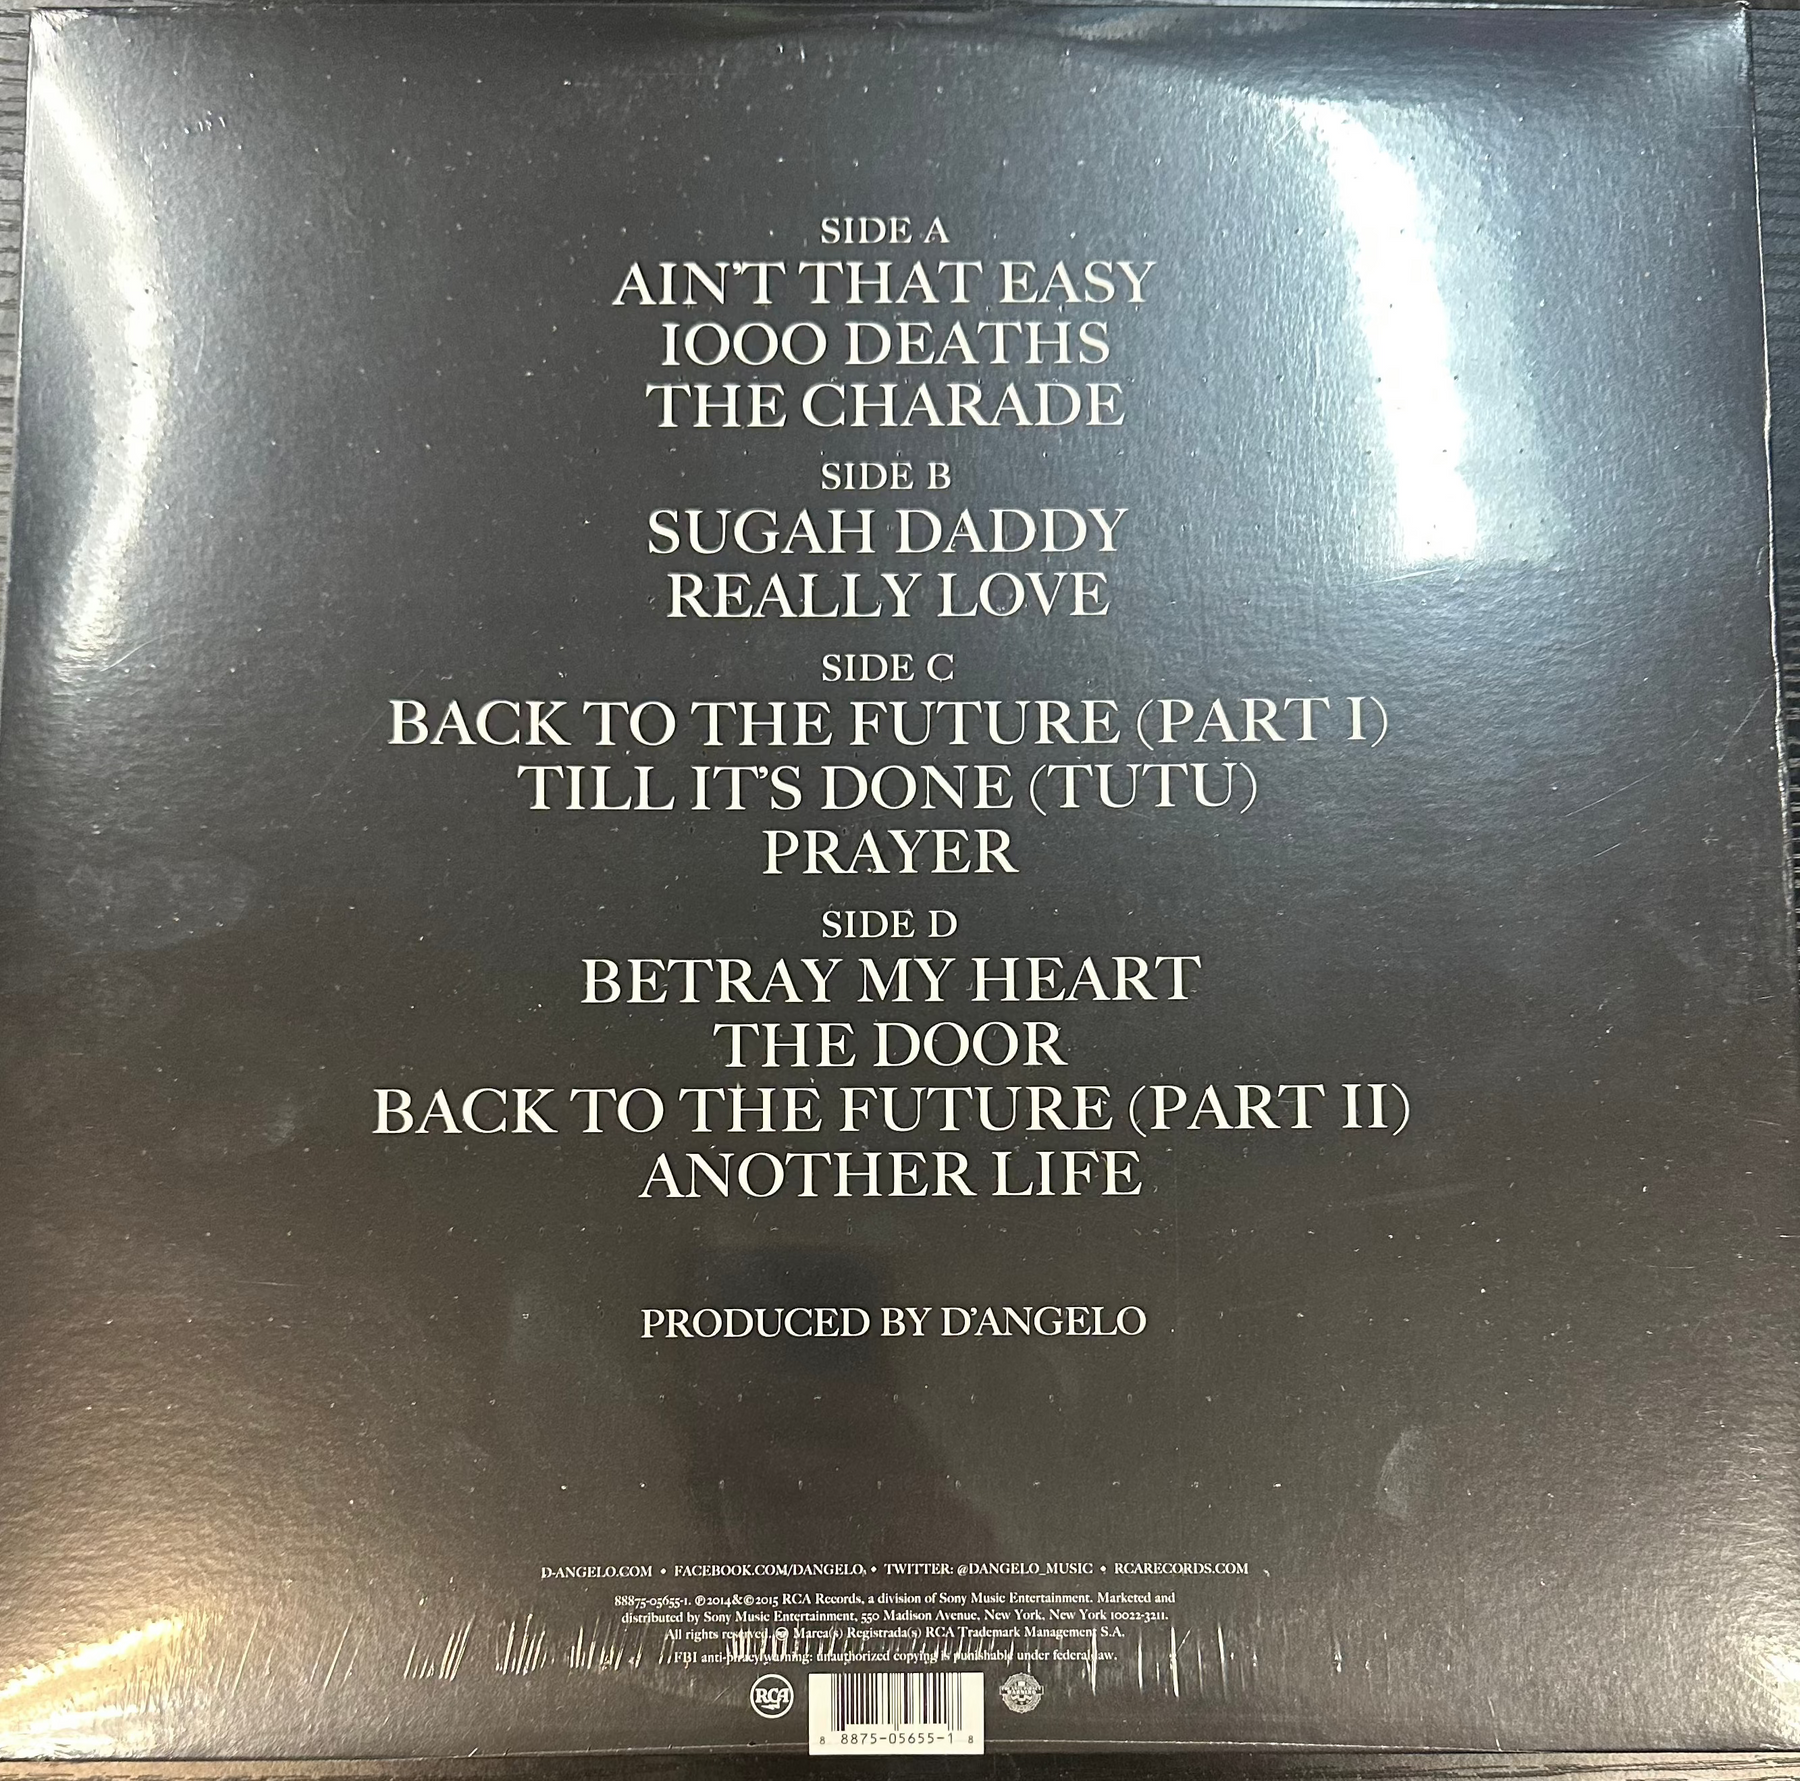 SIDE A
AIN'T THAT EASY
1000 DEATHS
THE CHARADE
SIDE B
SUGAH DADDY
REALLY LOVE
SIDE C
BACK TO THE FUTURE (PART I)
TILL IT'S DONE (TUTU)
PRAYER
SIDE D
BETRAY MY HEART
THE DOOR
BACK TO THE FUTURE (PART II)
ANOTHER LIFE
PRODUCED BY D'ANGELO
D-ANGELO.COM • FACEBOOK.COM/DANGELO • TWITTER: @DANGELO_MUSIC • RCARECORDS.COM
88875-05655-1. ℗2014&©2015 RCA Records, a division of Sony Music Entertainment. Marketed and
distributed by Sony Music Entertainment, 550 Madison Avenue, New York, New York 10022-3211.
All rights reserved. Marca(s) Registrada(s) RCA Trademark Management S.A.
FBI anti-piracy warning: unauthorized copying is punishable under federal law.
RCA
8 8875-05655-1 8